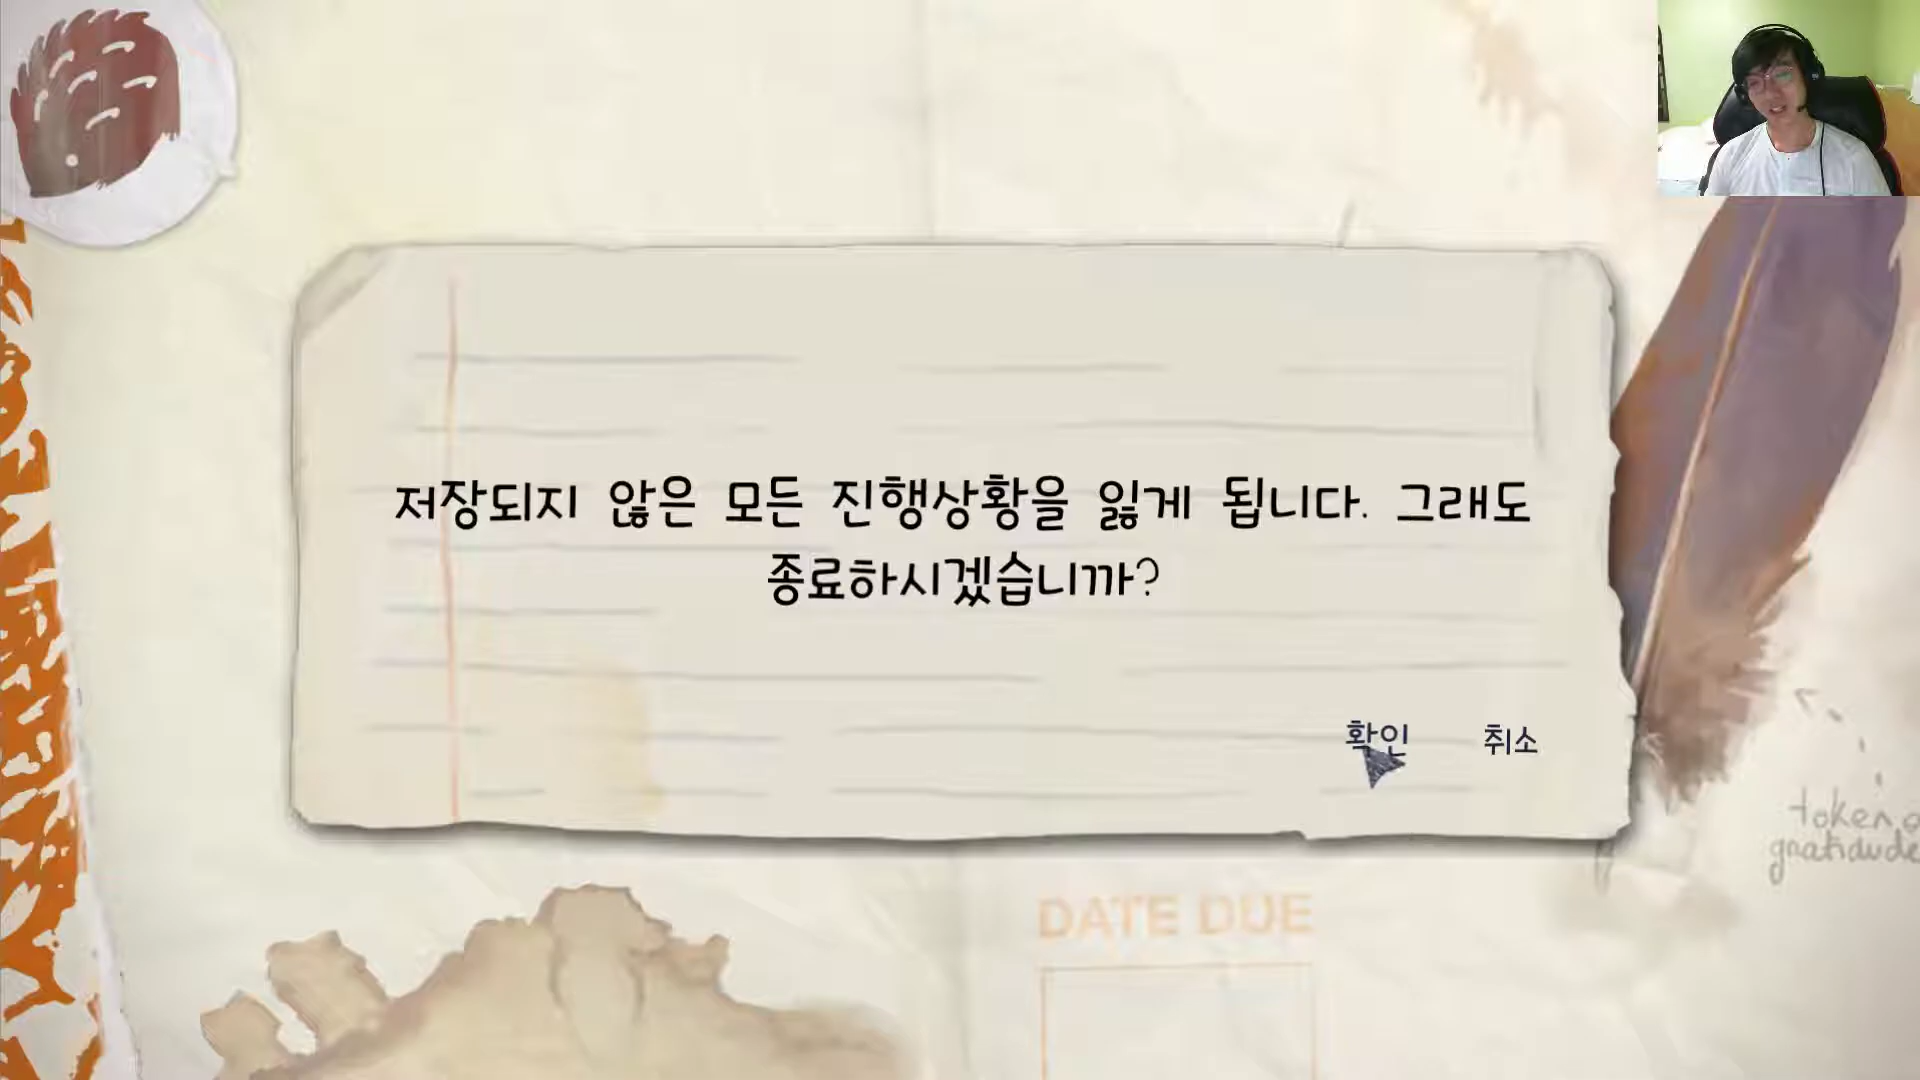 저장되지 않은 모든 진행상황을 잃게 됩니다. 그래도
종료하시겠습니까?
확인 취소
token
gratidude
DATE DUE